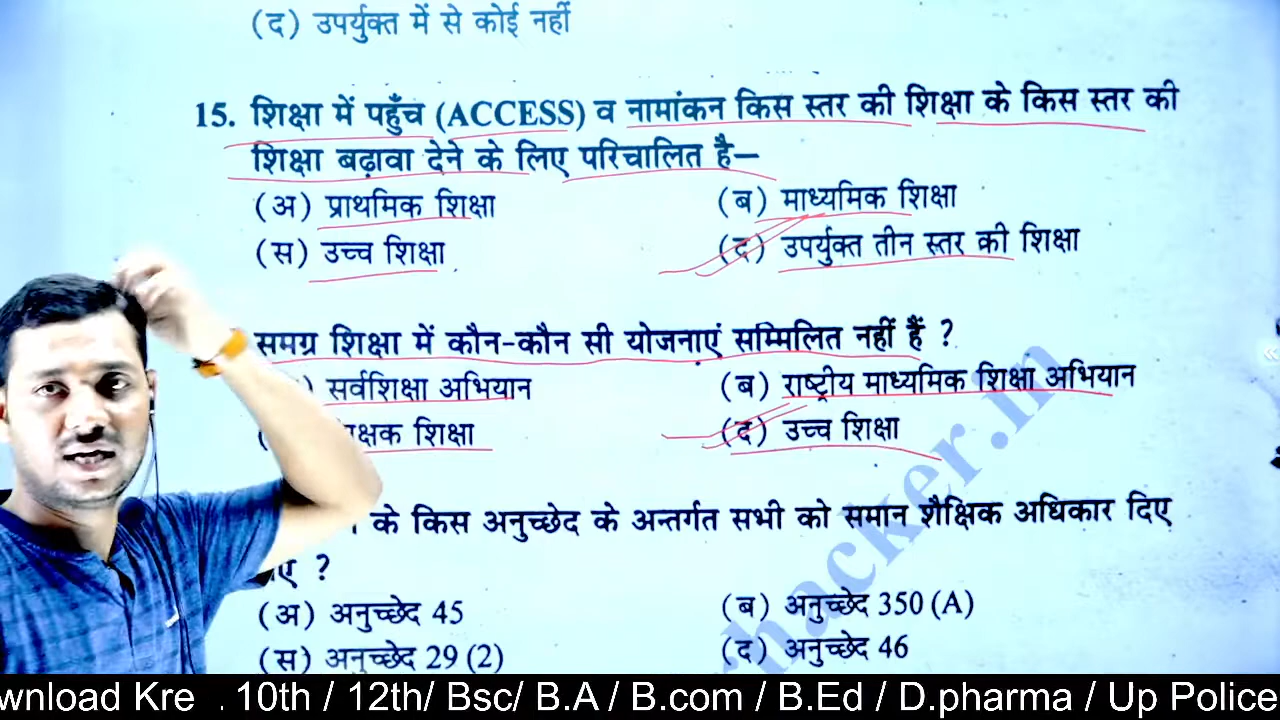 (द) उपर्युक्त में से कोई नहीं
15. शिक्षा में पहुँच (ACCESS) व नामांकन किस स्तर की शिक्षा के किस स्तर की
शिक्षा बढ़ावा देने के लिए परिचालित है—
(अ) प्राथमिक शिक्षा
(ब) माध्यमिक शिक्षा
(स) उच्च शिक्षा
(द) उपर्युक्त तीन स्तर की शिक्षा
समग्र शिक्षा में कौन-कौन सी योजनाएं सम्मिलित नहीं हैं ?
) सर्वशिक्षा अभियान
(ब) राष्ट्रीय माध्यमिक शिक्षा अभियान
क्षक शिक्षा
(द) उच्च शिक्षा
के किस अनुच्छेद के अन्तर्गत सभी को समान शैक्षिक अधिकार दिए
ए ?
(अ) अनुच्छेद 45
(ब) अनुच्छेद 350 (A)
(स) अनुच्छेद 29 (2)
(द) अनुच्छेद 46
hacker.in
wnload Kre . 10th / 12th/ Bsc/ B.A / B.com / B.Ed / D.pharma / Up Police